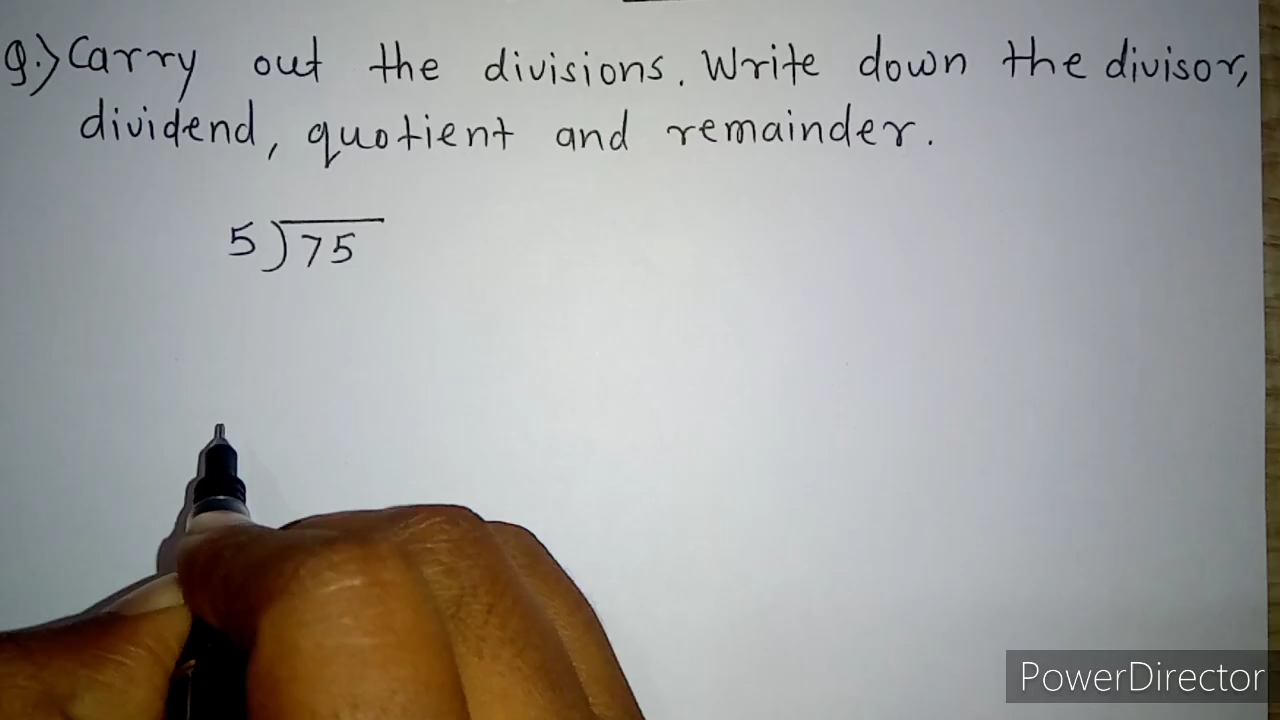 Q.) Carry out the divisions. Write down the divisor,
dividend, quotient and remainder.
5)75
PowerDirector